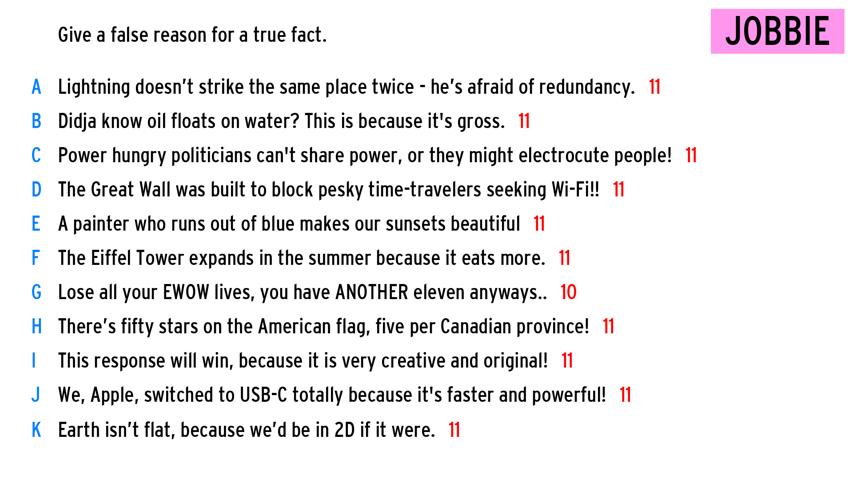 Give a false reason for a true fact.
JOBBIE
A Lightning doesn't strike the same place twice - he's afraid of redundancy. 11
B Didja know oil floats on water? This is because it's gross. 11
C Power hungry politicians can't share power, or they might electrocute people! 11
D The Great Wall was built to block pesky time-travelers seeking Wi-Fi!! 11
E A painter who runs out of blue makes our sunsets beautiful 11
F The Eiffel Tower expands in the summer because it eats more. 11
G Lose all your EWOW lives, you have ANOTHER eleven anyways.. 10
H There's fifty stars on the American flag, five per Canadian province! 11
I This response will win, because it is very creative and original! 11
J We, Apple, switched to USB-C totally because it's faster and powerful! 11
K Earth isn't flat, because we'd be in 2D if it were. 11